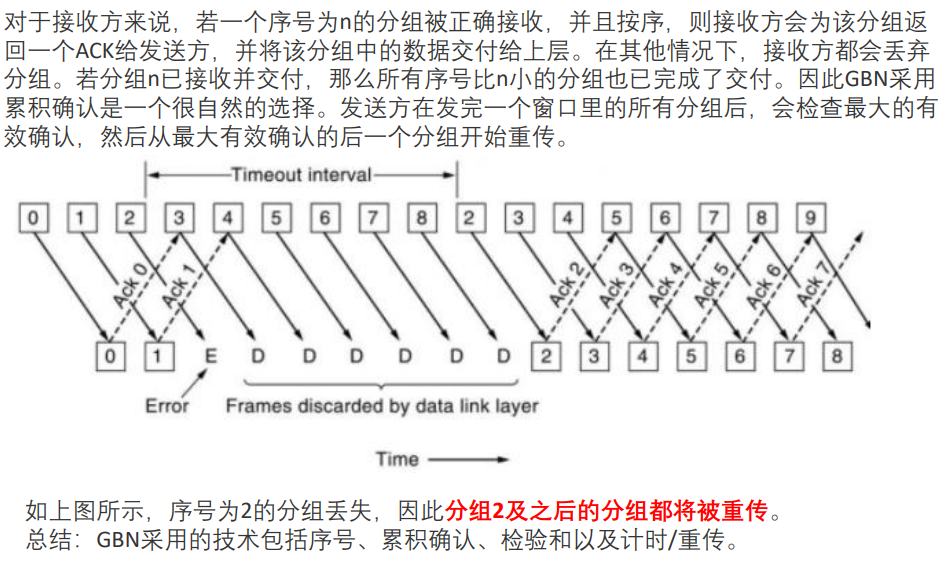 对于接收方来说，若一个序号为n的分组被正确接收，并且按序，则接收方会为该分组返
回一个ACK给发送方，并将该分组中的数据交付给上层。在其他情况下，接收方都会丢弃
分组。若分组n已接收并交付，那么所有序号比n小的分组也已完成了交付。因此GBN采用
累积确认是一个很自然的选择。发送方在发完一个窗口里的所有分组后，会检查最大的有
效确认，然后从最大有效确认的后一个分组开始重传。
Timeout interval
0 1 2 3 4 5 6 7 8 2 3 4 5 6 7 8 9
Ack 0 Ack 1 Ack 2 Ack 3 Ack 4 Ack 5 Ack 6 Ack 7
0 1 E D D D D D D 2 3 4 5 6 7 8
Error Frames discarded by data link layer
Time
如上图所示，序号为2的分组丢失，因此分组2及之后的分组都将被重传。
总结：GBN采用的技术包括序号、累积确认、检验和以及计时/重传。